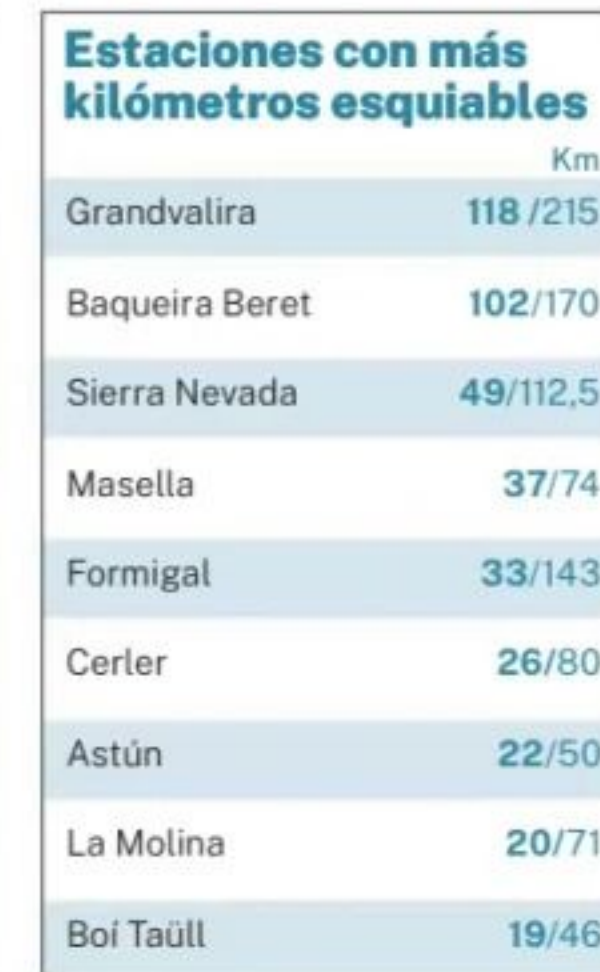 Estaciones con más
kilómetros esquiables
Km
Grandvalira 118 /215
Baqueira Beret 102/170
Sierra Nevada 49/112,5
Masella 37/74
Formigal 33/143
Cerler 26/80
Astún 22/50
La Molina 20/71
Boí Taüll 19/46